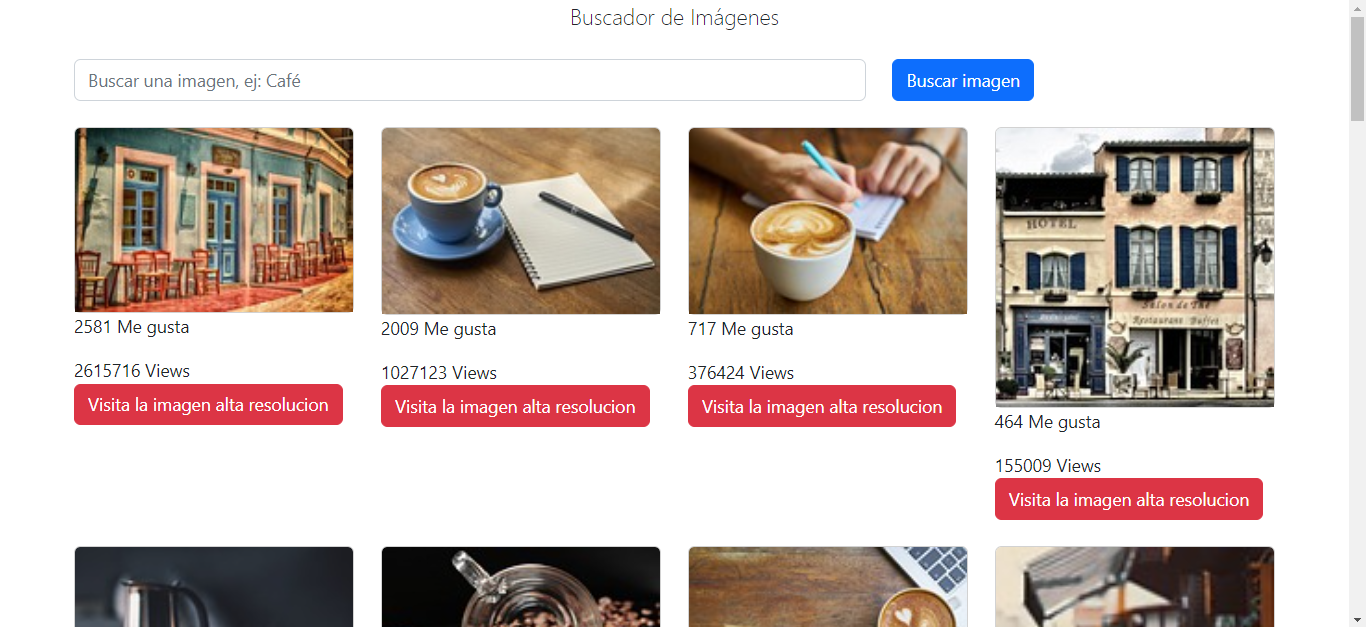 Buscador de Imágenes
Buscar una imagen, ej: Café
Buscar imagen
HOTEL
Salon de Thé
Restaurant Buffet
2581 Me gusta
2615716 Views
Visita la imagen alta resolucion
2009 Me gusta
1027123 Views
Visita la imagen alta resolucion
717 Me gusta
376424 Views
Visita la imagen alta resolucion
464 Me gusta
155009 Views
Visita la imagen alta resolucion